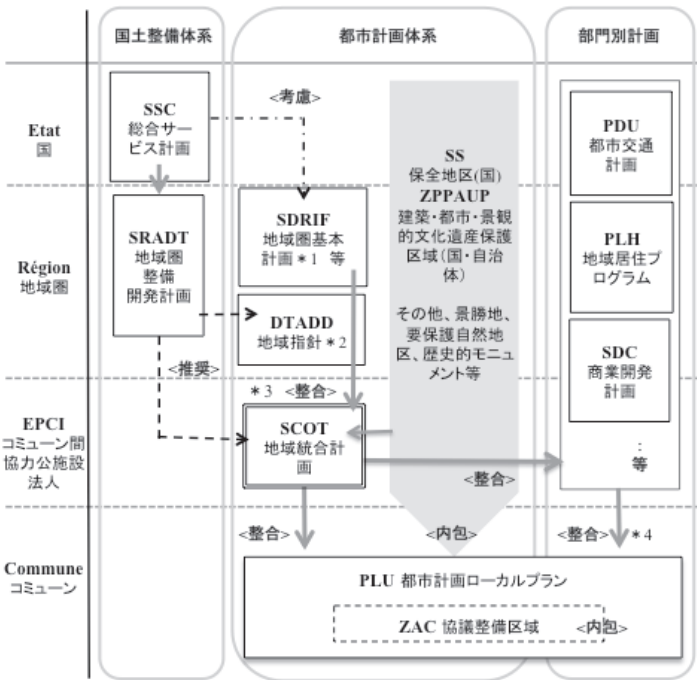 国土整備体系
都市計画体系
部門別計画
Etat
国
SSC
総合サー
ビス計画
<考慮>
SS
保全地区(国)
ZPPAUP
建築・都市・景観
的文化遺産保護
区域(国・自治
体)
その他、景勝地、
要保護自然地
区、歴史的モニュ
メント等
PDU
都市交通
計画
Région
地域圏
SRADT
地域圏
整備
開発計画
SDRIF
地域圏基本
計画*1 等
DTADD
地域指針*2
PLH
地域居住プ
ログラム
SDC
商業開発
計画
<推奨>
*3 <整合>
EPCI
コミューン間
協力公施設
法人
SCOT
地域統合計
画
:
等
<整合>
Commune
コミューン
<整合>
<内包>
<整合> *4
PLU 都市計画ローカルプラン
ZAC 協議整備区域
<内包>